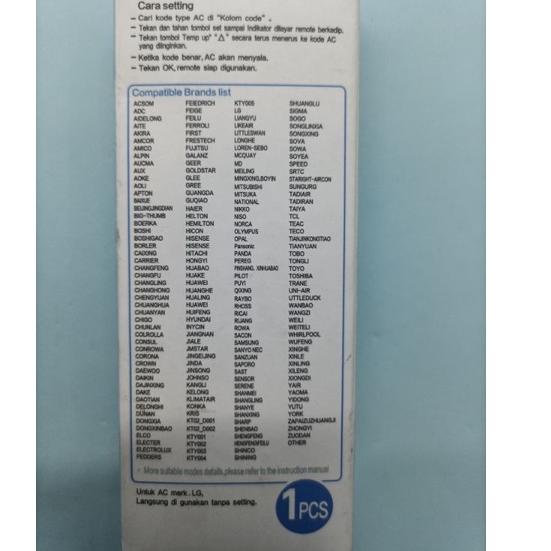 Cara setting
– Cari kode type AC di "Kolom code" .
– Tekan dan tahan tombol set sampai Indikator dilayar remote berkedip.
– Tekan tombol Temp up" △" secara terus menerus ke kode AC
yang diinginkan.
– Ketika kode benar, AC akan menyala.
– Tekan OK, remote siap digunakan.
Compatible Brands list
ACSOM
ADC
AIDELONG
AITE
AKIRA
AMCOR
AMICO
ALPIN
AUCMA
AUX
AOKE
AOLI
APTON
BAIXUE
BEIJINGJINGDIAN
BIG-THUMB
BOERKA
BOSHI
BOSHIGAO
BORLER
CAIXING
CARRIER
CHANGFENG
CHANGFU
CHANGLING
CHANGHONG
CHENGYUAN
CHUANGHUA
CHUANYAN
CHIGO
CHUNLAN
COLROLLA
CONSUL
CONROWA
CORONA
CROWN
DAEWOO
DAIKIN
DAJINXING
DAKE
DAOTIAN
DELONGHI
DUNAN
DONGXIA
DONGXINBAO
ELCO
ELECTER
ELECTROLUX
FEDDERS
FEIEDRICH
FEIGE
FEILU
FERROLI
FIRST
FRESTECH
FUJITSU
GALANZ
GEER
GOLDSTAR
GLEE
GREE
GUANGDA
GUQIAO
HAIER
HELTON
HEMILTON
HICON
HISENSE
HISENSE
HITACHI
HONGYI
HUABAO
HUAKE
HUAWEI
HUANGHE
HUALING
HUAWEI
HUIFENG
HYUNDAI
INYCIN
JIANGNAN
JIALE
JMSTAR
JINGEIJING
JINDA
JINSONG
JOHNSO
KANGLI
KELONG
KLIMATAIR
KONKA
KRIS
KT02_D001
KT02_D002
KTY001
KTY002
KTY003
KTY004
KTY005
LG
LIANGYU
LIKEAIR
LITTLESWAN
LONGHE
LOREN-SEBO
MCQUAY
MD
MEILING
MINGXING,BOYIN
MITSUBISHI
MITSUKA
NATIONAL
NIKKO
NISO
NORCA
OLYMPUS
OPAL
Parsonic
PANDA
PEREG
PINSHANG, XINHUABAO
PILOT
PUYI
QIXING
RAYBO
RHOSS
RICAI
RIJANG
ROWA
SACON
SAMSUNG
SANYO NEC
SANZUAN
SAPORO
SAST
SENSOR
SERENE
SHANMEI
SHANGLING
SHANYE
SHANXING
SHARP
SHENBAO
SHENGFENG
SHINCO
SHINING
SHUANGLU
SIGMA
SOGO
SONGLINXIA
SONGXING
SOVA
SOWA
SOYEA
SPEED
SRTC
STARIGHT-AIRCON
SUNGURG
TADIAIR
TADIRAN
TAIYA
TCL
TEAC
TECO
TIANJINKONGTIAO
TIANYUAN
TOBO
TONGLI
TOYO
TOSHIBA
TRANE
UNI-AIR
UTTLEDUCK
WANBAO
WANGZI
WEILI
WEITELI
WHIRLPOOL
WUFENG
XINGHE
XINLE
XINLING
XILENG
XIONGDI
YAIR
YAOMA
YIDONG
YUTU
YORK
ZHONGYI
ZUODAN
OTHER
* More suitable modes details,please refer to the instruction manual
Untuk AC merk . LG,
Langsung di gunakan tanpa setting.
1PCS